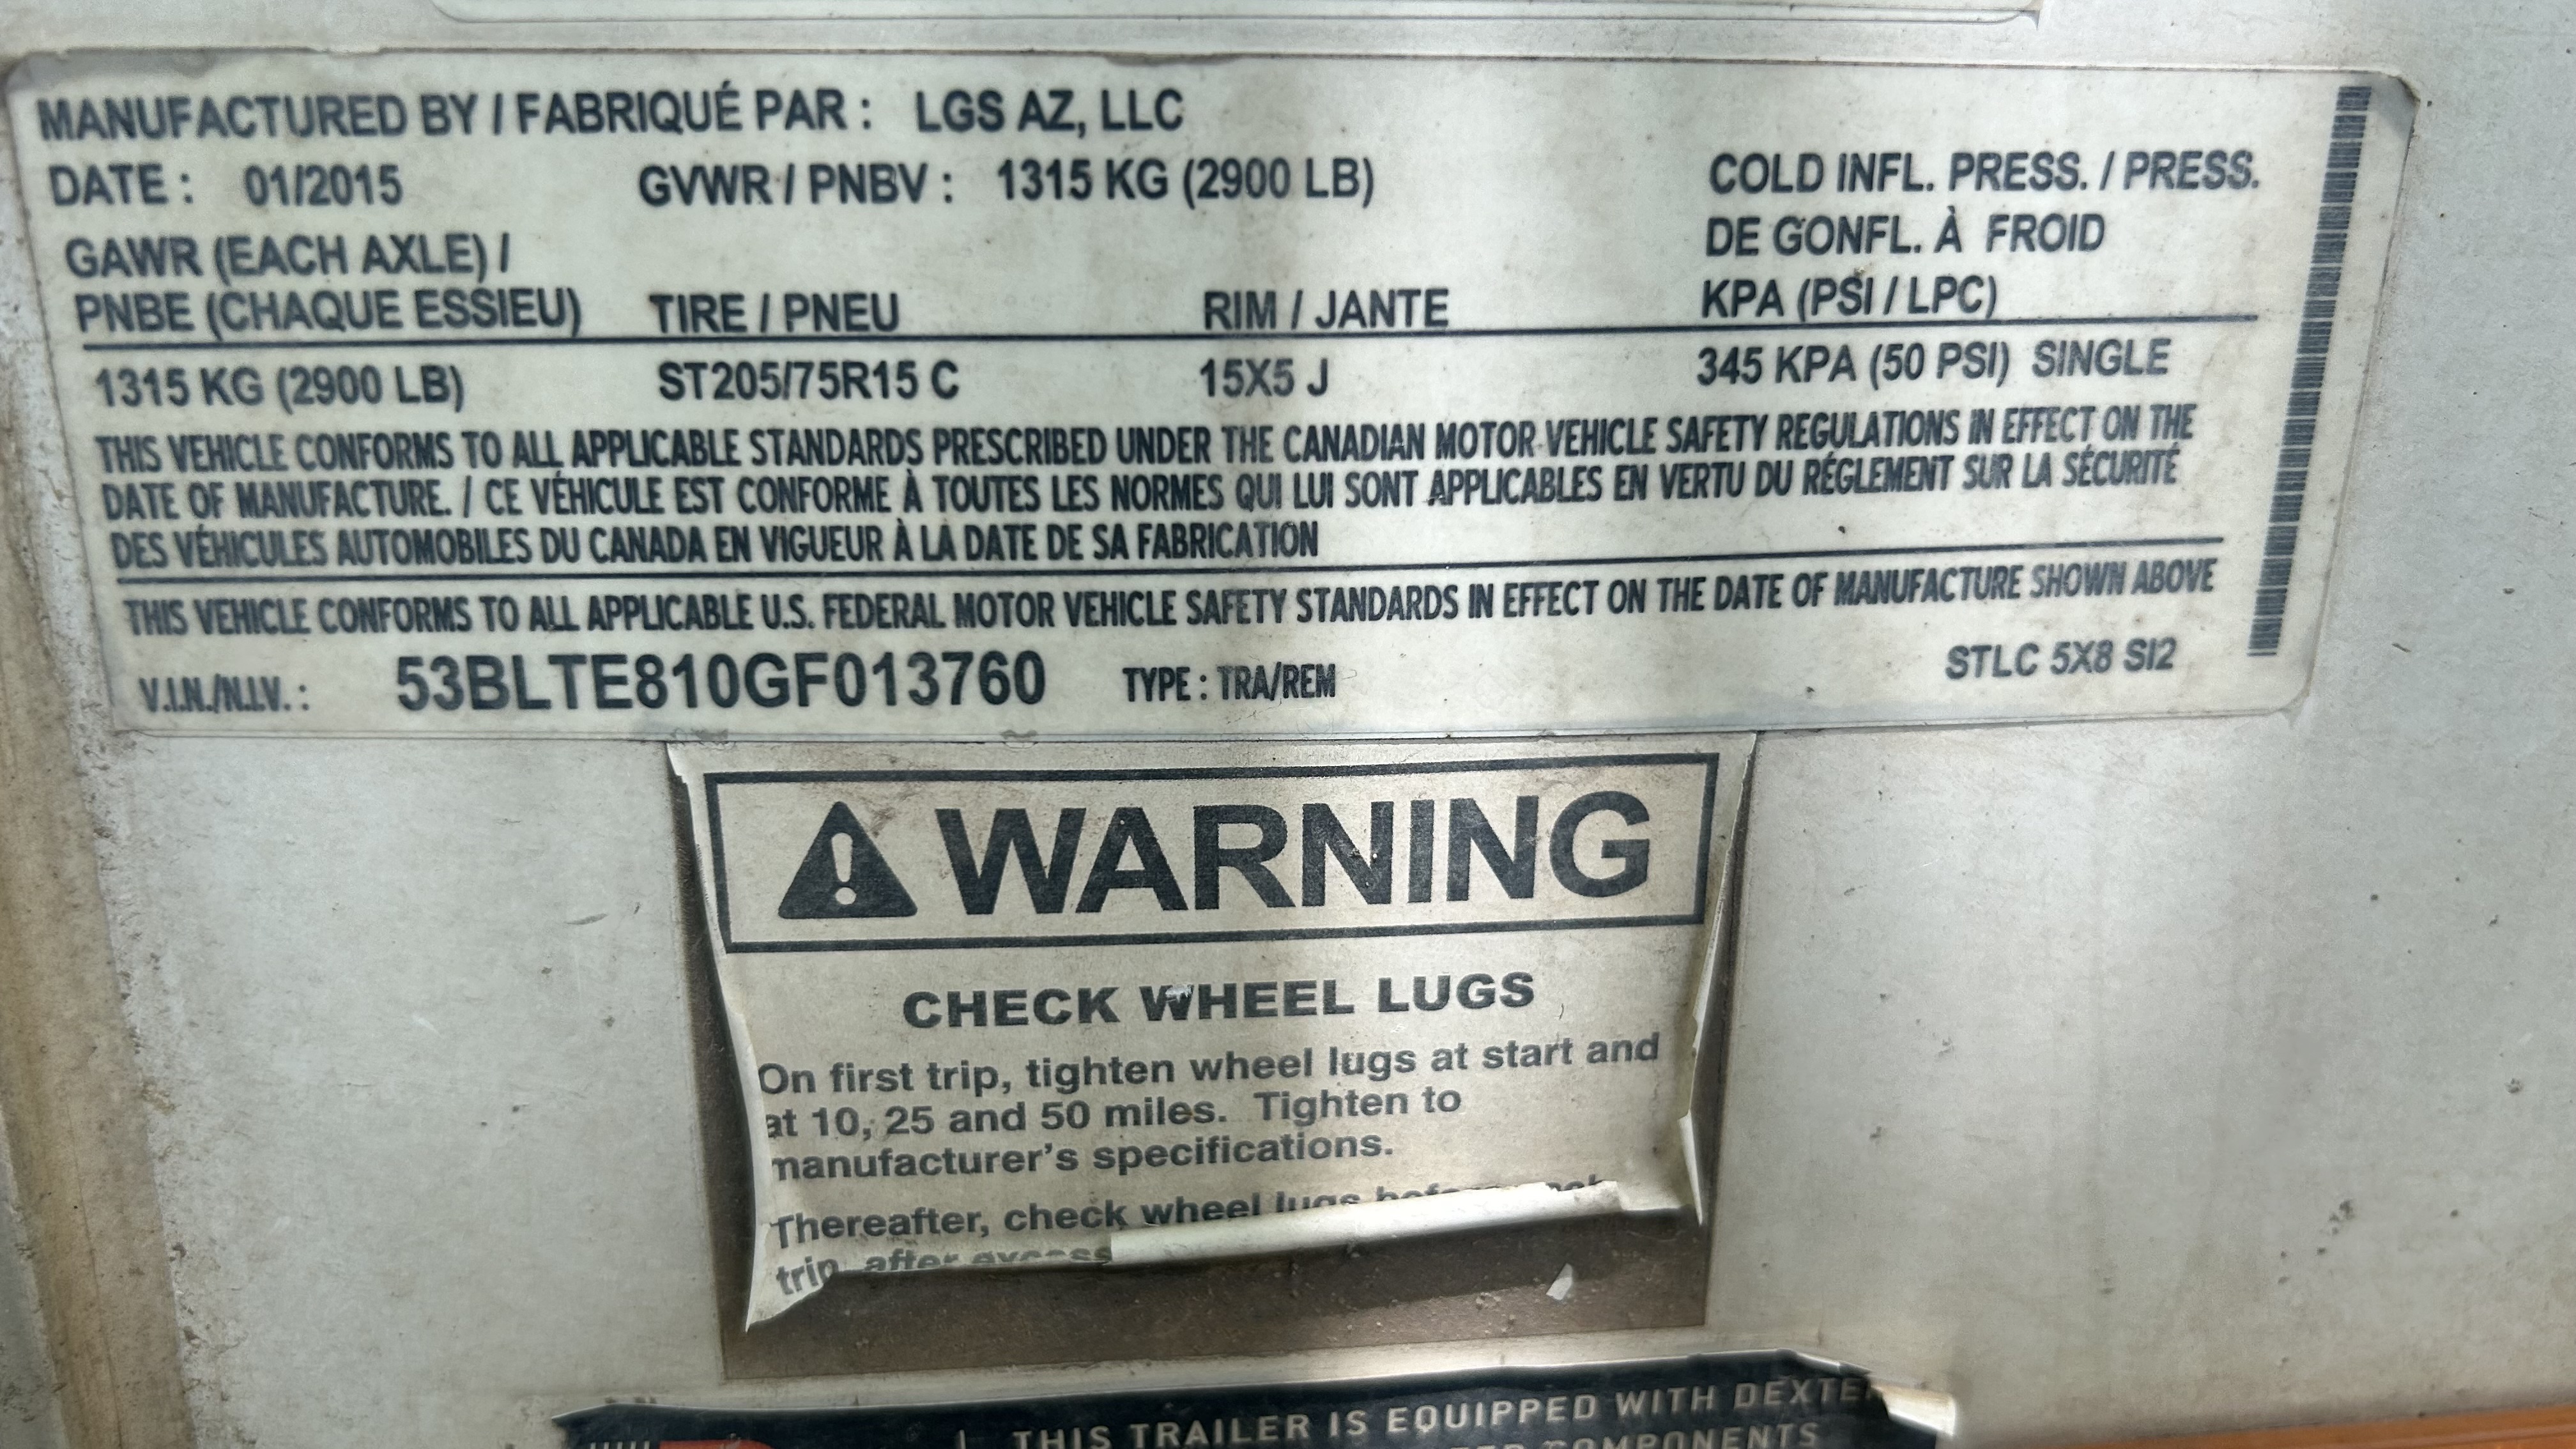 MANUFACTURED BY / FABRIQUÉ PAR : LGS AZ, LLC
DATE : 01/2015 GVWR / PNBV : 1315 KG (2900 LB)
COLD INFL. PRESS. / PRESS.
DE GONFL. À FROID
KPA (PSI / LPC)
GAWR (EACH AXLE) /
PNBE (CHAQUE ESSIEU) TIRE / PNEU RIM / JANTE
1315 KG (2900 LB) ST205/75R15 C 15X5 J 345 KPA (50 PSI) SINGLE
THIS VEHICLE CONFORMS TO ALL APPLICABLE STANDARDS PRESCRIBED UNDER THE CANADIAN MOTOR VEHICLE SAFETY REGULATIONS IN EFFECT ON THE
DATE OF MANUFACTURE. / CE VÉHICULE EST CONFORME À TOUTES LES NORMES QUI LUI SONT APPLICABLES EN VERTU DU RÉGLEMENT SUR LA SÉCURITÉ
DES VÉHICULES AUTOMOBILES DU CANADA EN VIGUEUR À LA DATE DE SA FABRICATION
THIS VEHICLE CONFORMS TO ALL APPLICABLE U.S. FEDERAL MOTOR VEHICLE SAFETY STANDARDS IN EFFECT ON THE DATE OF MANUFACTURE SHOWN ABOVE
V.I.N./N.I.V. : 53BLTE810GF013760 TYPE : TRA/REM STLC 5X8 SI2
WARNING
CHECK WHEEL LUGS
On first trip, tighten wheel lugs at start and
at 10, 25 and 50 miles. Tighten to
manufacturer's specifications.
Thereafter, check wheel lugs
trip, after
THIS TRAILER IS EQUIPPED WITH
COMPONENTS